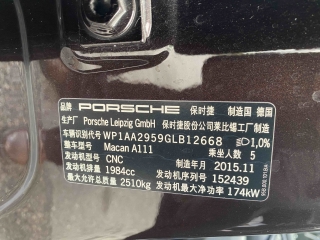 品牌 PORSCHE 保时捷 制造国 德国
生产厂 Porsche Leipzig GmbH 保时捷股份公司莱比锡工厂制造
车辆识别代号 WP1AA2959GLB12668 1,0%
整车型号 Macan A111 乘坐人数 5
发动机型号 CNC 制造年月 2015.11
发动机排量 1984cc 发动机序列号 152439
最大允许总质量 2510kg 发动机最大净功率 174kW